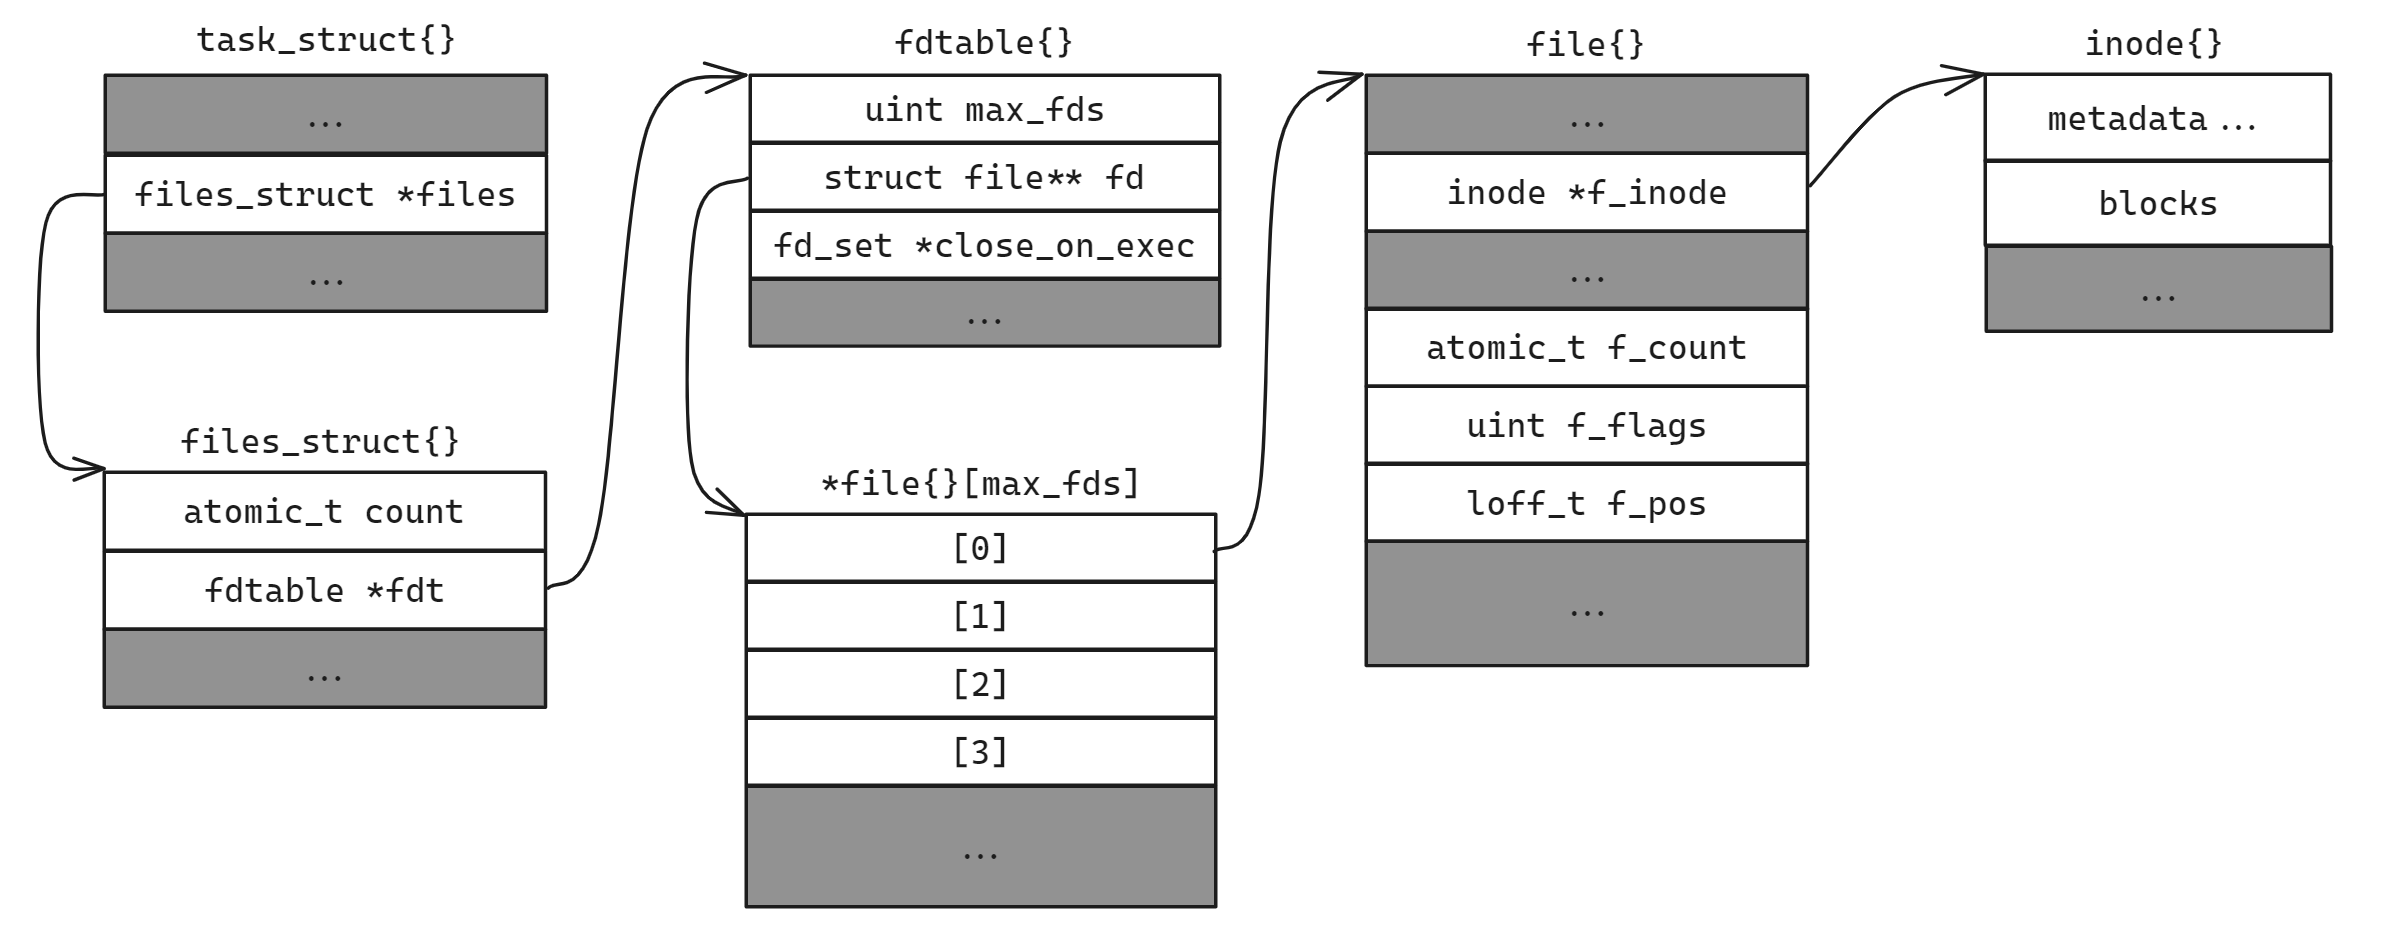 task_struct{}
...
files_struct *files
...
files_struct{}
atomic_t count
fdtable *fdt
...
fdtable{}
uint max_fds
struct file** fd
fd_set *close_on_exec
...
*file{}[max_fds]
[0]
[1]
[2]
[3]
...
file{}
...
inode *f_inode
...
atomic_t f_count
uint f_flags
loff_t f_pos
...
inode{}
metadata ...
blocks
...